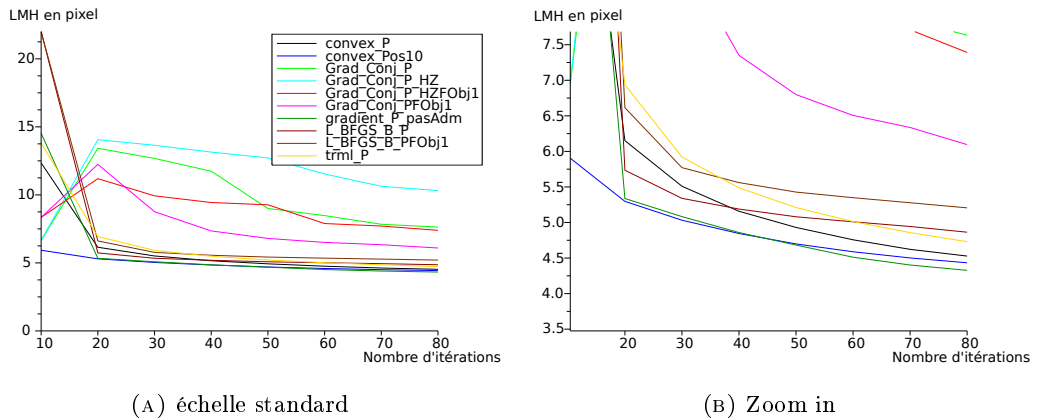 LMH en pixel
20
15
10
5
0
convex_P
convex_Pos10
Grad_Conj_P
Grad_Conj_P_HZ
Grad_Conj_P_HZFObj1
Grad_Conj_PFObj1
gradient_P_pasAdm
L_BFGS_B_P
L_BFGS_B_PFObj1
trml_P
10 20 30 40 50 60 70 80
Nombre d'itérations
(A) échelle standard
LMH en pixel
7.5
7.0
6.5
6.0
5.5
5.0
4.5
4.0
3.5
20 30 40 50 60 70 80
Nombre d'itérations
(B) Zoom in